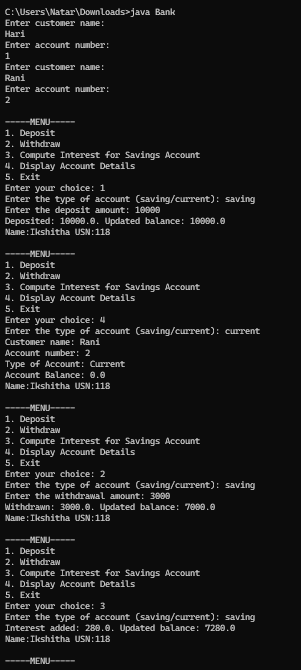 C:\Users\Natar\Downloads>java Bank
Enter customer name:
Hari
Enter account number:
1
Enter customer name:
Rani
Enter account number:
2
-----MENU-----
1. Deposit
2. Withdraw
3. Compute Interest for Savings Account
4. Display Account Details
5. Exit
Enter your choice: 1
Enter the type of account (saving/current): saving
Enter the deposit amount: 10000
Deposited: 10000.0. Updated balance: 10000.0
Name:Ikshitha USN:118
-----MENU-----
1. Deposit
2. Withdraw
3. Compute Interest for Savings Account
4. Display Account Details
5. Exit
Enter your choice: 4
Enter the type of account (saving/current): current
Customer name: Rani
Account number: 2
Type of Account: Current
Account Balance: 0.0
Name:Ikshitha USN:118
-----MENU-----
1. Deposit
2. Withdraw
3. Compute Interest for Savings Account
4. Display Account Details
5. Exit
Enter your choice: 2
Enter the type of account (saving/current): saving
Enter the withdrawal amount: 3000
Withdrawn: 3000.0. Updated balance: 7000.0
Name:Ikshitha USN:118
-----MENU-----
1. Deposit
2. Withdraw
3. Compute Interest for Savings Account
4. Display Account Details
5. Exit
Enter your choice: 3
Enter the type of account (saving/current): saving
Interest added: 280.0. Updated balance: 7280.0
Name:Ikshitha USN:118
-----MENU-----